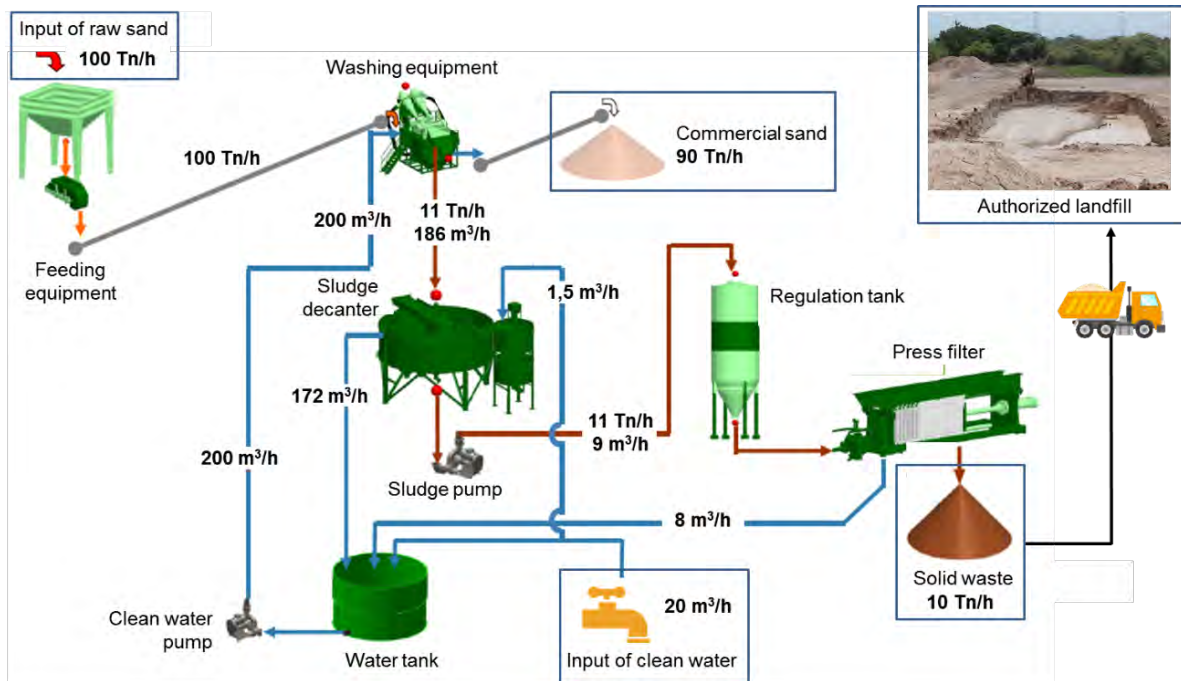 Input of raw sand
100 Tn/h
Washing equipment
Commercial sand
90 Tn/h
Authorized landfill
100 Tn/h
200 m³/h
11 Tn/h
186 m³/h
Feeding
equipment
Sludge
decanter
1,5 m³/h
Regulation tank
Press filter
172 m³/h
11 Tn/h
9 m³/h
200 m³/h
Sludge pump
8 m³/h
Solid waste
10 Tn/h
20 m³/h
Clean water
pump
Water tank
Input of clean water